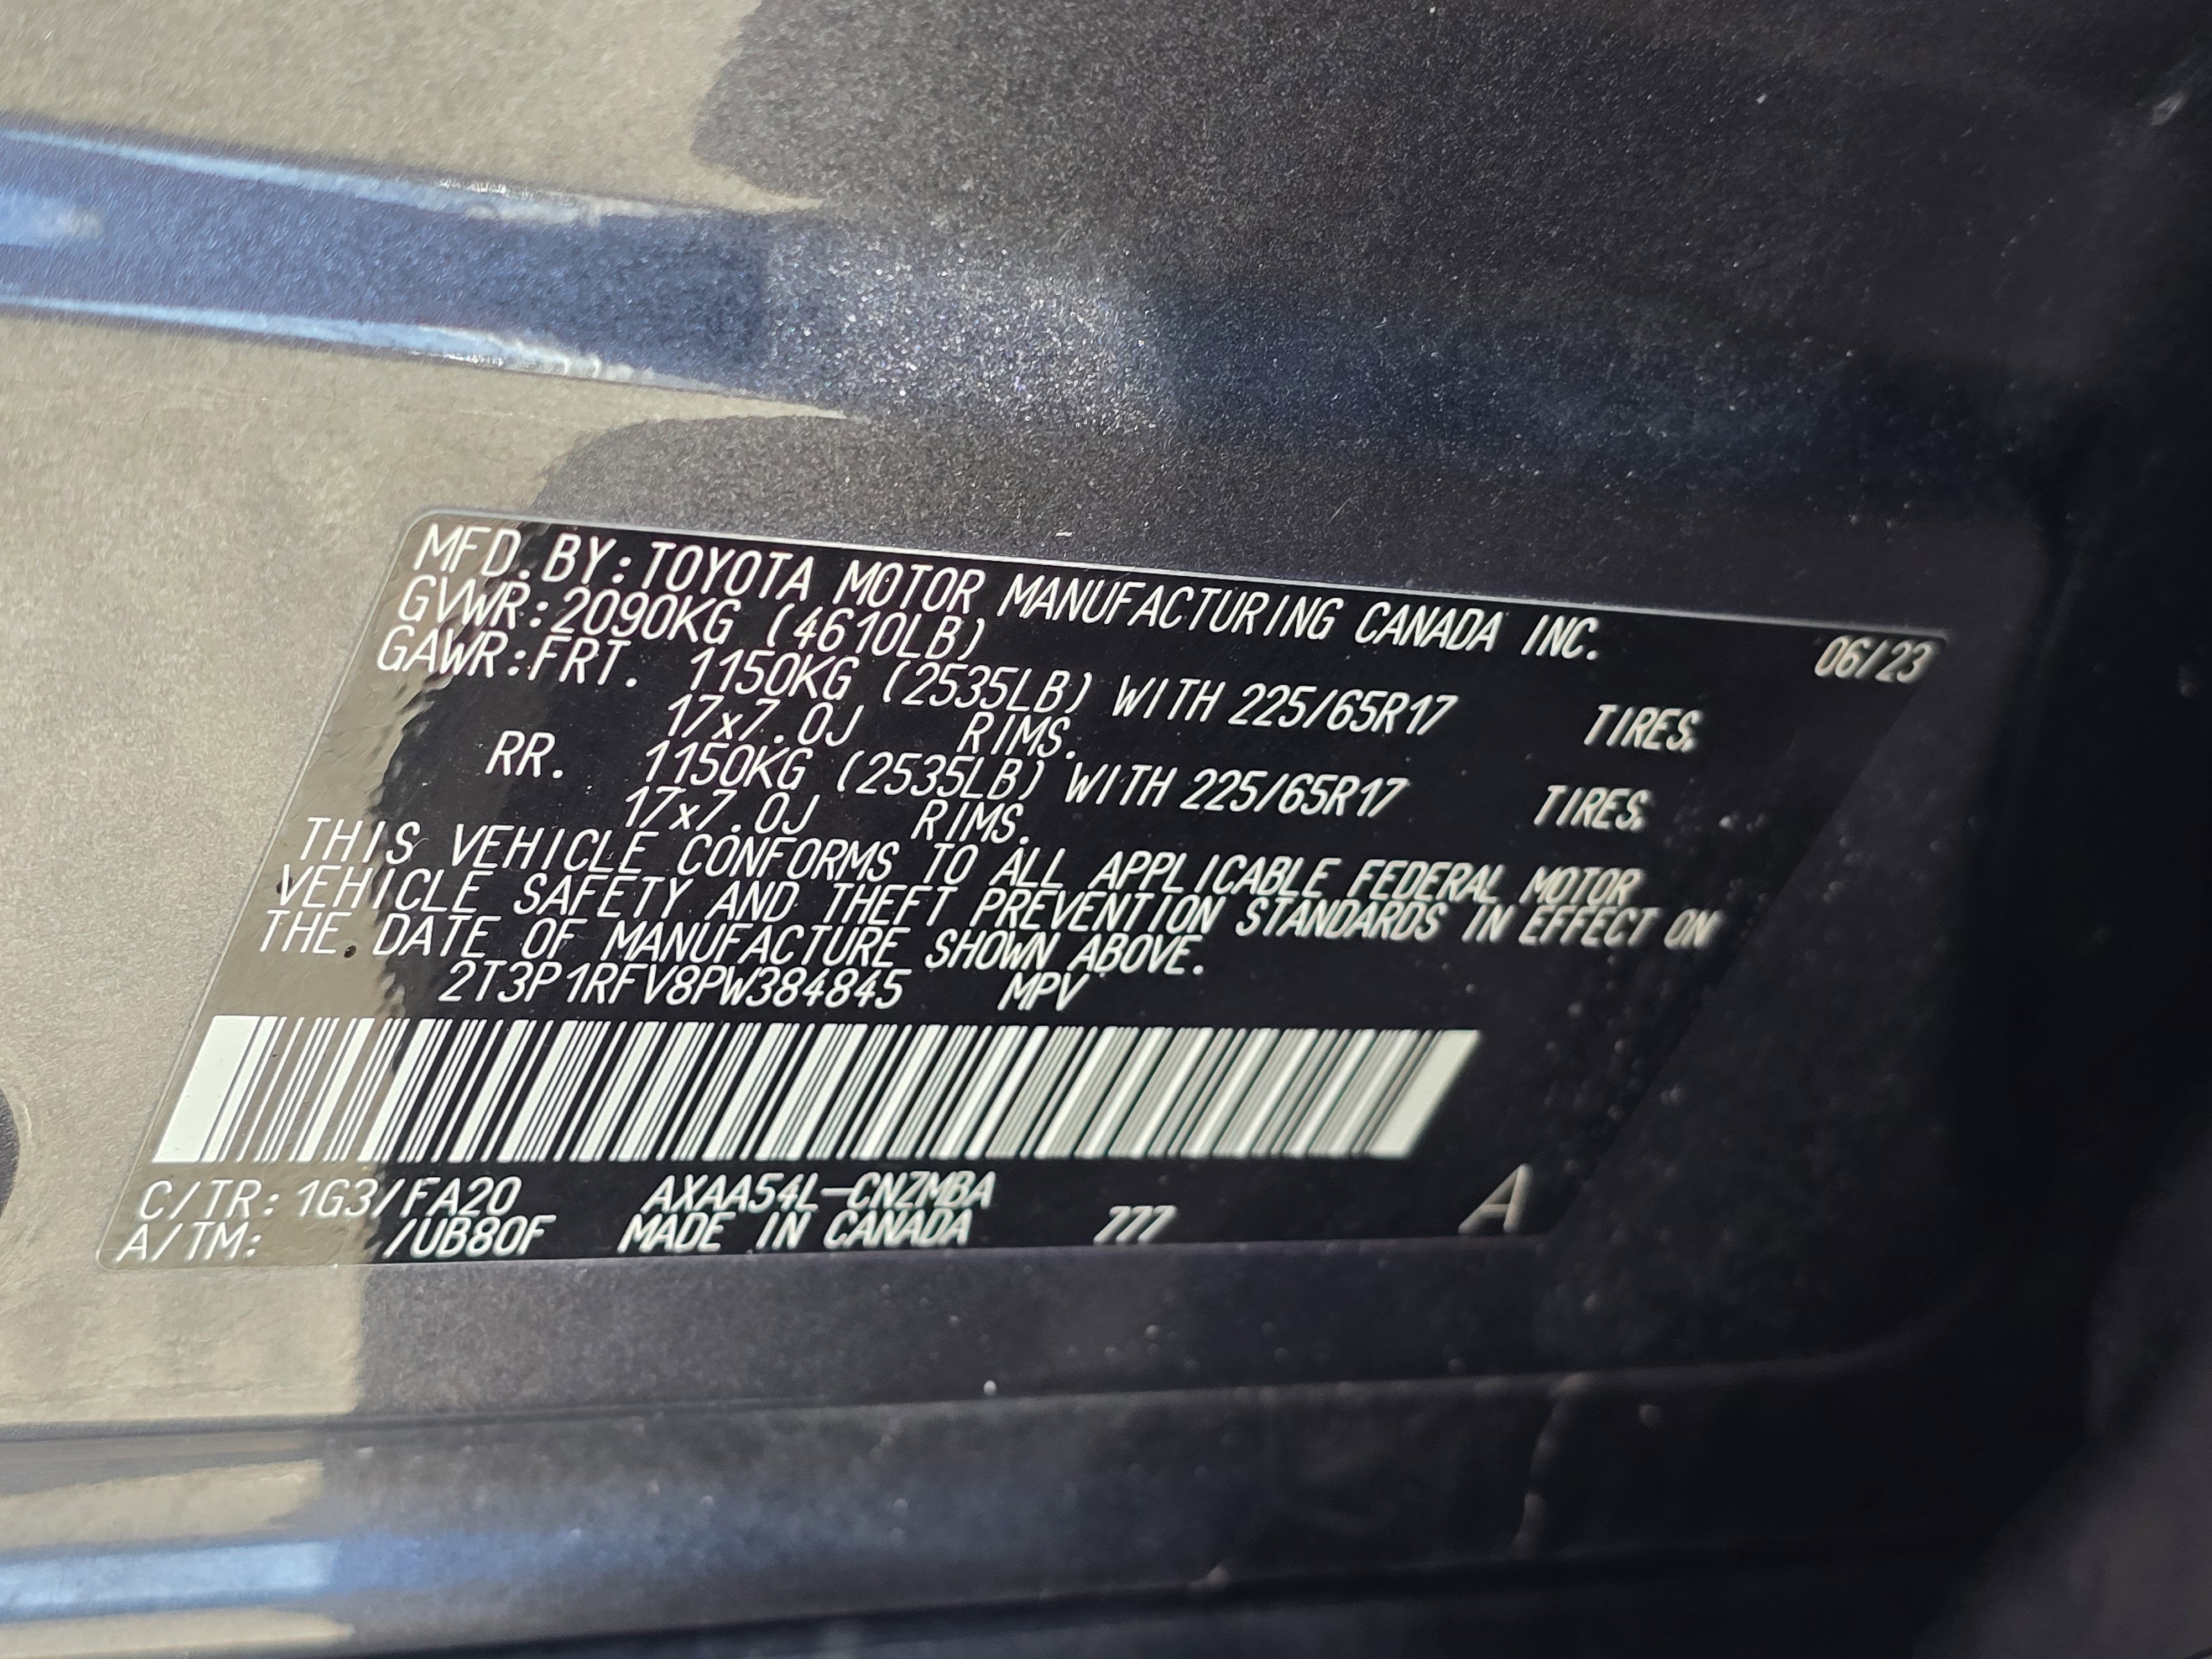 MFD. BY: TOYOTA MOTOR MANUFACTURING CANADA INC. 06/23
GVWR: 2090KG (4610LB)
GAWR: FRT. 1150KG (2535LB) WITH 225/65R17 TIRES,
17x7.0J RIMS.
RR. 1150KG (2535LB) WITH 225/65R17 TIRES,
17x7.0J RIMS.
THIS VEHICLE CONFORMS TO ALL APPLICABLE FEDERAL MOTOR
VEHICLE SAFETY AND THEFT PREVENTION STANDARDS IN EFFECT ON
THE DATE OF MANUFACTURE SHOWN ABOVE.
2T3P1RFV8PW384845 MPV
C/TR: 1G3/FA20 AXAA54L-CNZMBA A
A/TM: /UB80F MADE IN CANADA 777